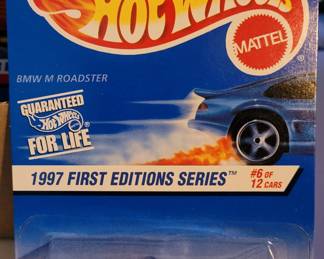 Hot Wheels
MATTEL
®
BMW M ROADSTER
GUARANTEED
Hot Wheels
FOR LIFE
1997 FIRST EDITIONS SERIES™
#6 OF
12 CARS